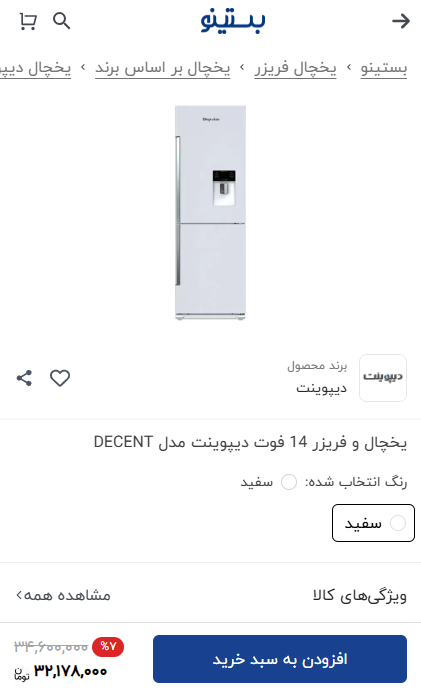 بستینو
بستینو › یخچال فریزر › یخچال بر اساس برند › یخچال دیپو
برند محصول
دیپوینت
دیپوینت
یخچال و فریزر 14 فوت دیپوینت مدل DECENT
رنگ انتخاب شده: سفید
سفید
ویژگی‌های کالا
مشاهده همه
افزودن به سبد خرید
%۷ ۳۴,۶۰۰,۰۰۰
۳۲,۱۷۸,۰۰۰ تومان